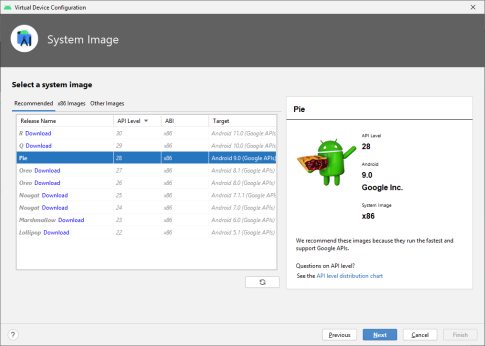 Virtual Device Configuration
System Image
Select a system image
Recommended x86 Images Other Images
Release Name API Level ABI Target
R Download 30 x86 Android 11.0 (Google APIs)
Q Download 29 x86 Android 10.0 (Google APIs)
Pie 28 x86 Android 9.0 (Google APIs)
Oreo Download 27 x86 Android 8.1 (Google APIs)
Oreo Download 26 x86 Android 8.0 (Google APIs)
Nougat Download 25 x86 Android 7.1.1 (Google APIs)
Nougat Download 24 x86 Android 7.0 (Google APIs)
Marshmallow Download 23 x86 Android 6.0 (Google APIs)
Lollipop Download 22 x86 Android 5.1 (Google APIs)
Pie
API Level
28
Android
9.0
Google Inc.
System Image
x86
We recommend these images because they run the fastest and
support Google APIs.
Questions on API level?
See the API level distribution chart
? Previous Next Cancel Finish